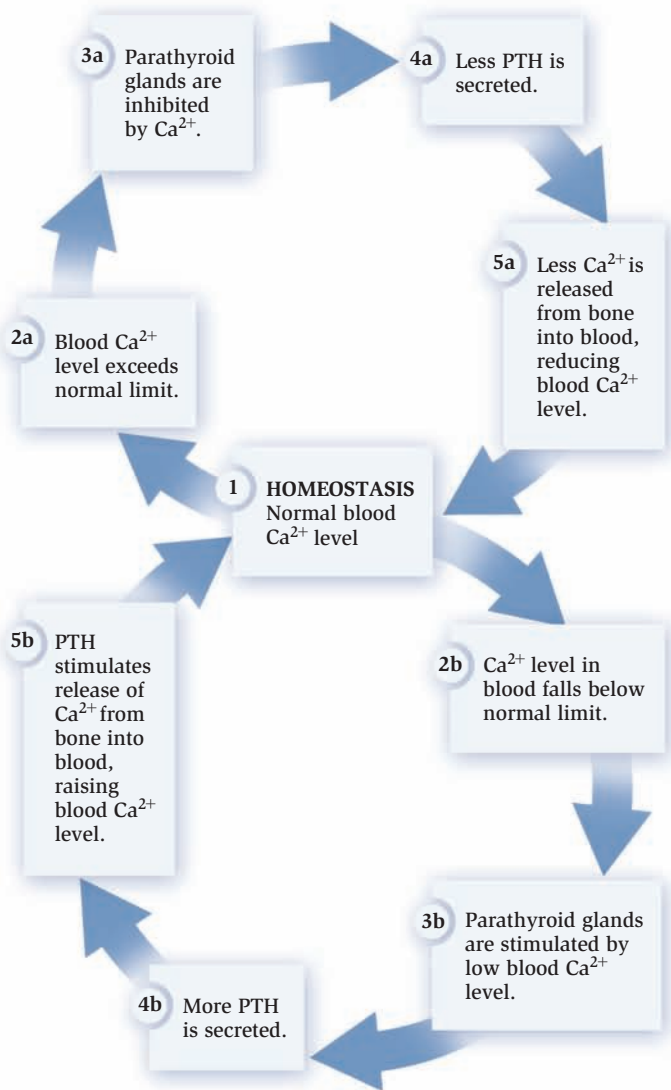 1 HOMEOSTASIS
Normal blood
Ca²⁺ level
2a Blood Ca²⁺
level exceeds
normal limit.
3a Parathyroid
glands are
inhibited
by Ca²⁺.
4a Less PTH is
secreted.
5a Less Ca²⁺ is
released
from bone
into blood,
reducing
blood Ca²⁺
level.
2b Ca²⁺ level in
blood falls below
normal limit.
3b Parathyroid glands
are stimulated by
low blood Ca²⁺
level.
4b More PTH
is secreted.
5b PTH
stimulates
release of
Ca²⁺ from
bone into
blood,
raising
blood Ca²⁺
level.